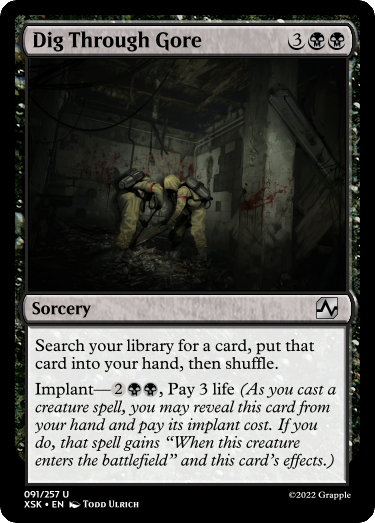 Dig Through Gore 3
Sorcery
Search your library for a card, put that
card into your hand, then shuffle.
Implant—2, Pay 3 life (As you cast a
creature spell, you may reveal this card from
your hand and pay its implant cost. If you
do, that spell gains “When this creature
enters the battlefield” and this card's effects.)
091/257 U
XSK • EN Todd Ulrich
©2022 Grapple